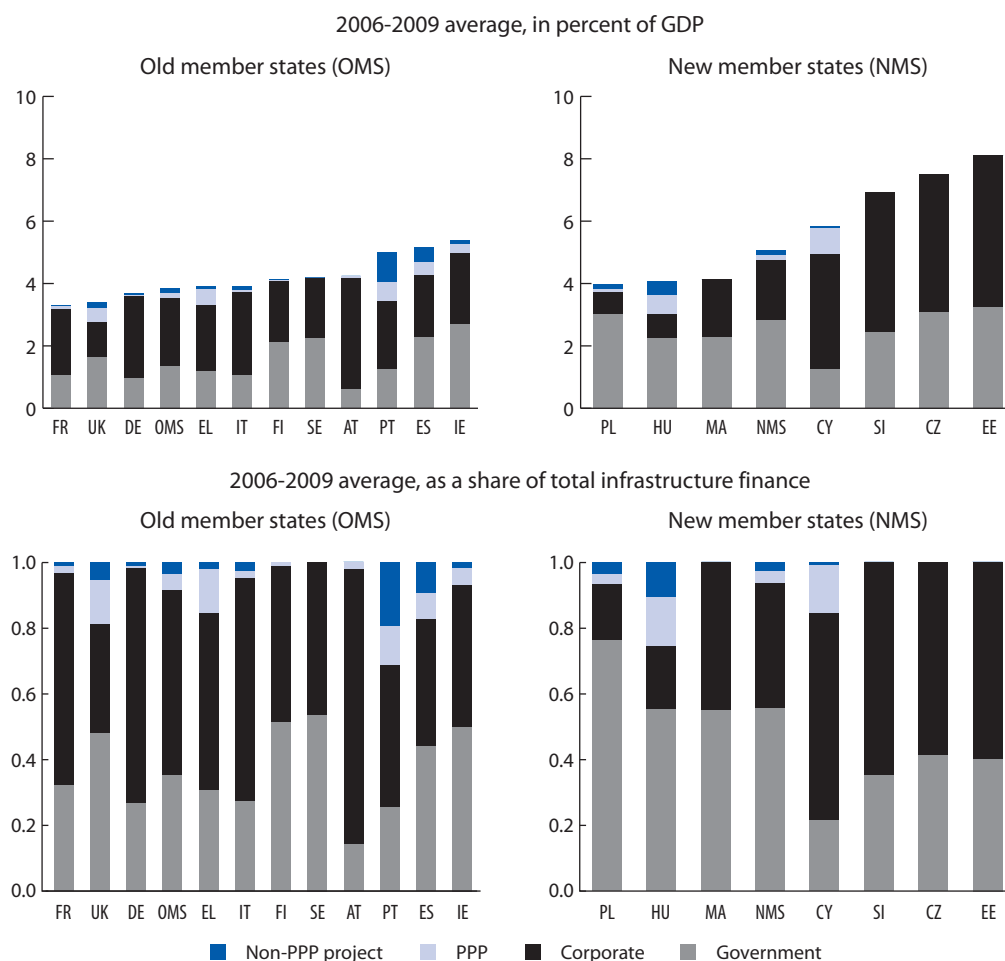 2006-2009 average, in percent of GDP
Old member states (OMS)
New member states (NMS)
10
8
6
4
2
0
FR UK DE OMS EL IT FI SE AT PT ES IE
10
8
6
4
2
0
PL HU MA NMS CY SI CZ EE
2006-2009 average, as a share of total infrastructure finance
Old member states (OMS)
New member states (NMS)
1.0
0.8
0.6
0.4
0.2
0.0
FR UK DE OMS EL IT FI SE AT PT ES IE
1.0
0.8
0.6
0.4
0.2
0.0
PL HU MA NMS CY SI CZ EE
Non-PPP project PPP Corporate Government